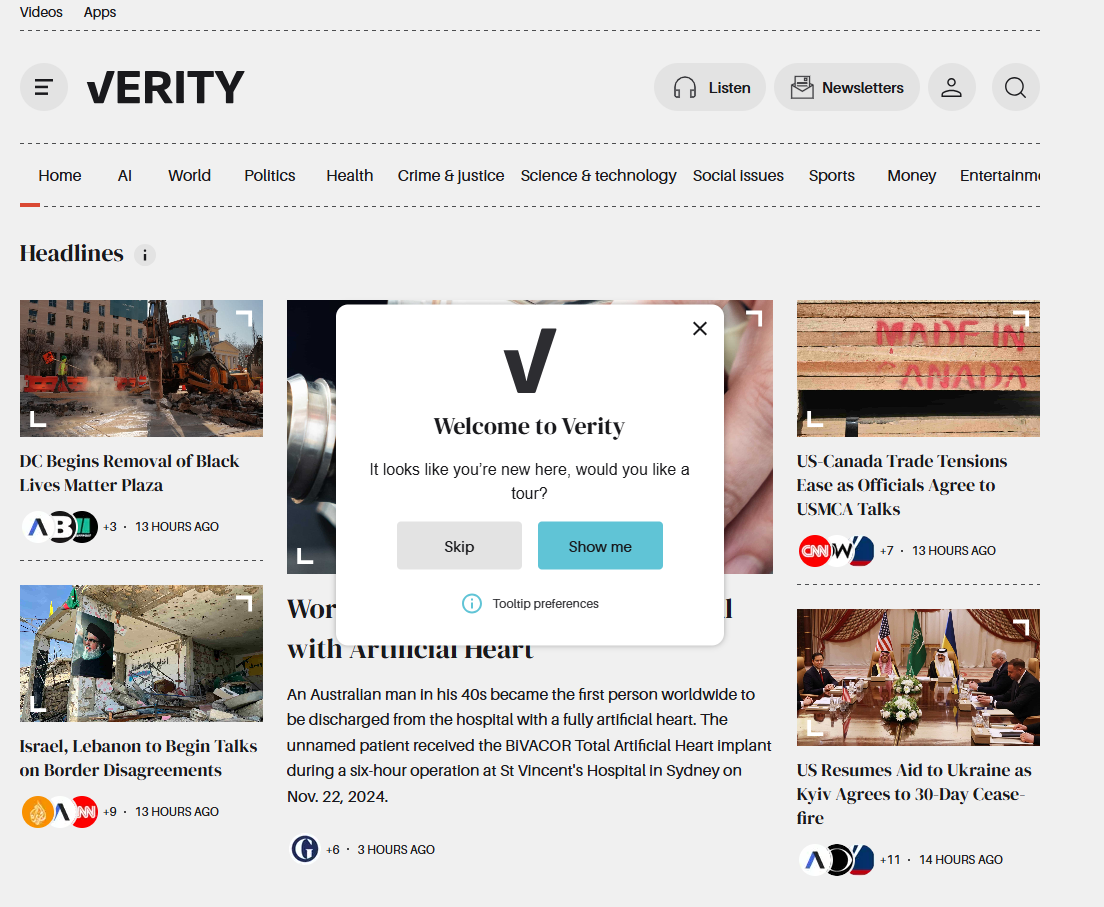 Videos Apps
VERITY
Listen
Newsletters
Home AI World Politics Health Crime & justice Science & technology Social issues Sports Money Entertainme
Headlines
DC Begins Removal of Black
Lives Matter Plaza
+3 · 13 HOURS AGO
Israel, Lebanon to Begin Talks
on Border Disagreements
+9 · 13 HOURS AGO
Welcome to Verity
It looks like you're new here, would you like a
tour?
Skip
Show me
Tooltip preferences
with Artificial Heart
An Australian man in his 40s became the first person worldwide to
be discharged from the hospital with a fully artificial heart. The
unnamed patient received the BIVACOR Total Artificial Heart implant
during a six-hour operation at St Vincent's Hospital in Sydney on
Nov. 22, 2024.
G +6 · 3 HOURS AGO
MADE IN
CANADA
US-Canada Trade Tensions
Ease as Officials Agree to
USMCA Talks
CNN W +7 · 13 HOURS AGO
US Resumes Aid to Ukraine as
Kyiv Agrees to 30-Day Cease-
fire
+11 · 14 HOURS AGO